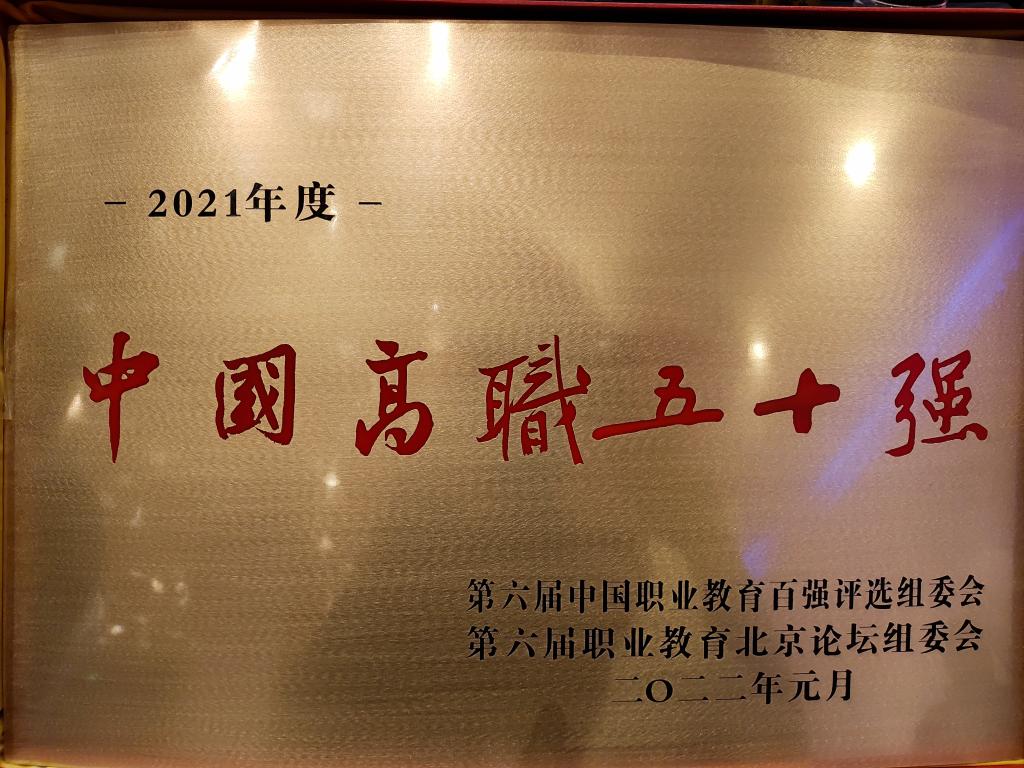 – 2021年度 –
中國高職五十强
第六届中国职业教育百强评选组委会
第六届职业教育北京论坛组委会
二〇二二年元月